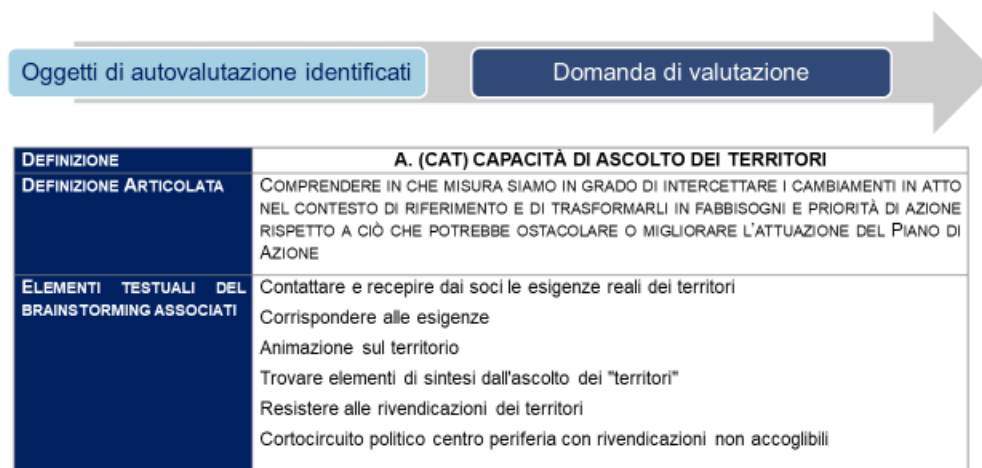 Oggetti di autovalutazione identificati
Domanda di valutazione
DEFINIZIONE
A. (CAT) CAPACITÀ DI ASCOLTO DEI TERRITORI
DEFINIZIONE ARTICOLATA
COMPRENDERE IN CHE MISURA SIAMO IN GRADO DI INTERCETTARE I CAMBIAMENTI IN ATTO
NEL CONTESTO DI RIFERIMENTO E DI TRASFORMARLI IN FABBISOGNI E PRIORITÀ DI AZIONE
RISPETTO A CIÒ CHE POTREBBE OSTACOLARE O MIGLIORARE L'ATTUAZIONE DEL PIANO DI
AZIONE
ELEMENTI TESTUALI DEL
BRAINSTORMING ASSOCIATI
Contattare e recepire dai soci le esigenze reali dei territori
Corrispondere alle esigenze
Animazione sul territorio
Trovare elementi di sintesi dall'ascolto dei "territori"
Resistere alle rivendicazioni dei territori
Cortocircuito politico centro periferia con rivendicazioni non accoglibili